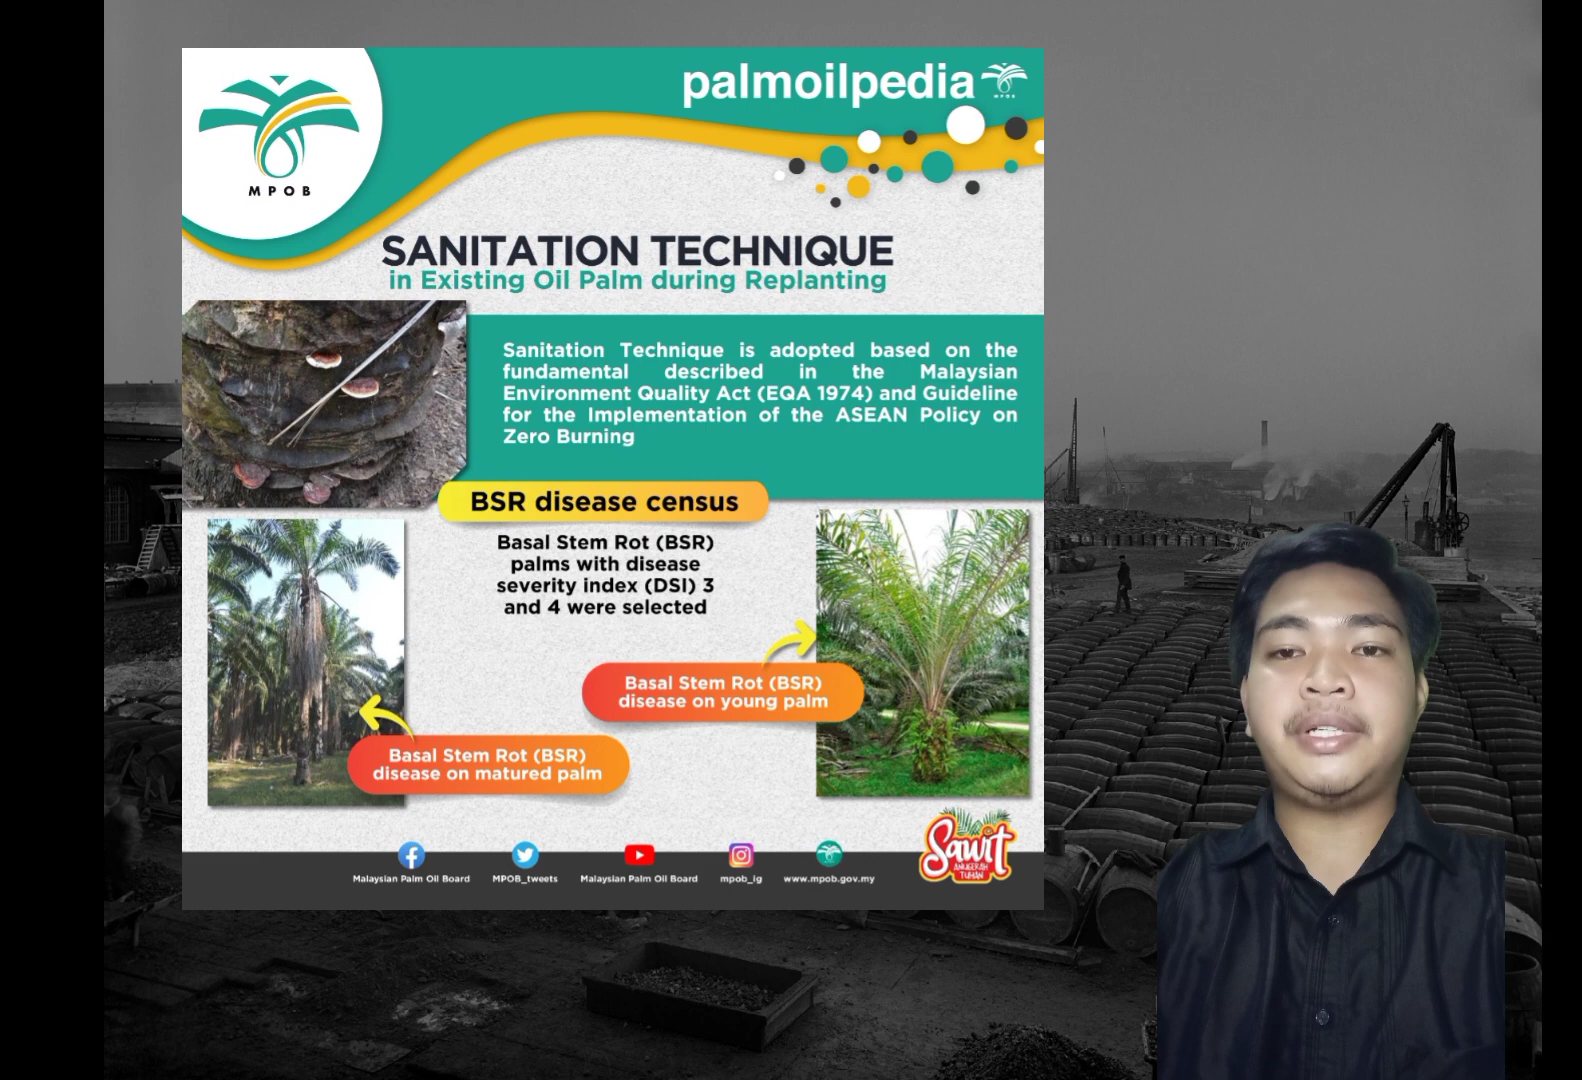 palmoilpedia
MPOB
MPOB
SANITATION TECHNIQUE
in Existing Oil Palm during Replanting
Sanitation Technique is adopted based on the
fundamental described in the Malaysian
Environment Quality Act (EQA 1974) and Guideline
for the Implementation of the ASEAN Policy on
Zero Burning
BSR disease census
Basal Stem Rot (BSR)
palms with disease
severity index (DSI) 3
and 4 were selected
Basal Stem Rot (BSR)
disease on young palm
Basal Stem Rot (BSR)
disease on matured palm
Sawit
ANUGERAH
TUHAN
Malaysian Palm Oil Board
MPOB_tweets
Malaysian Palm Oil Board
mpob_ig
www.mpob.gov.my